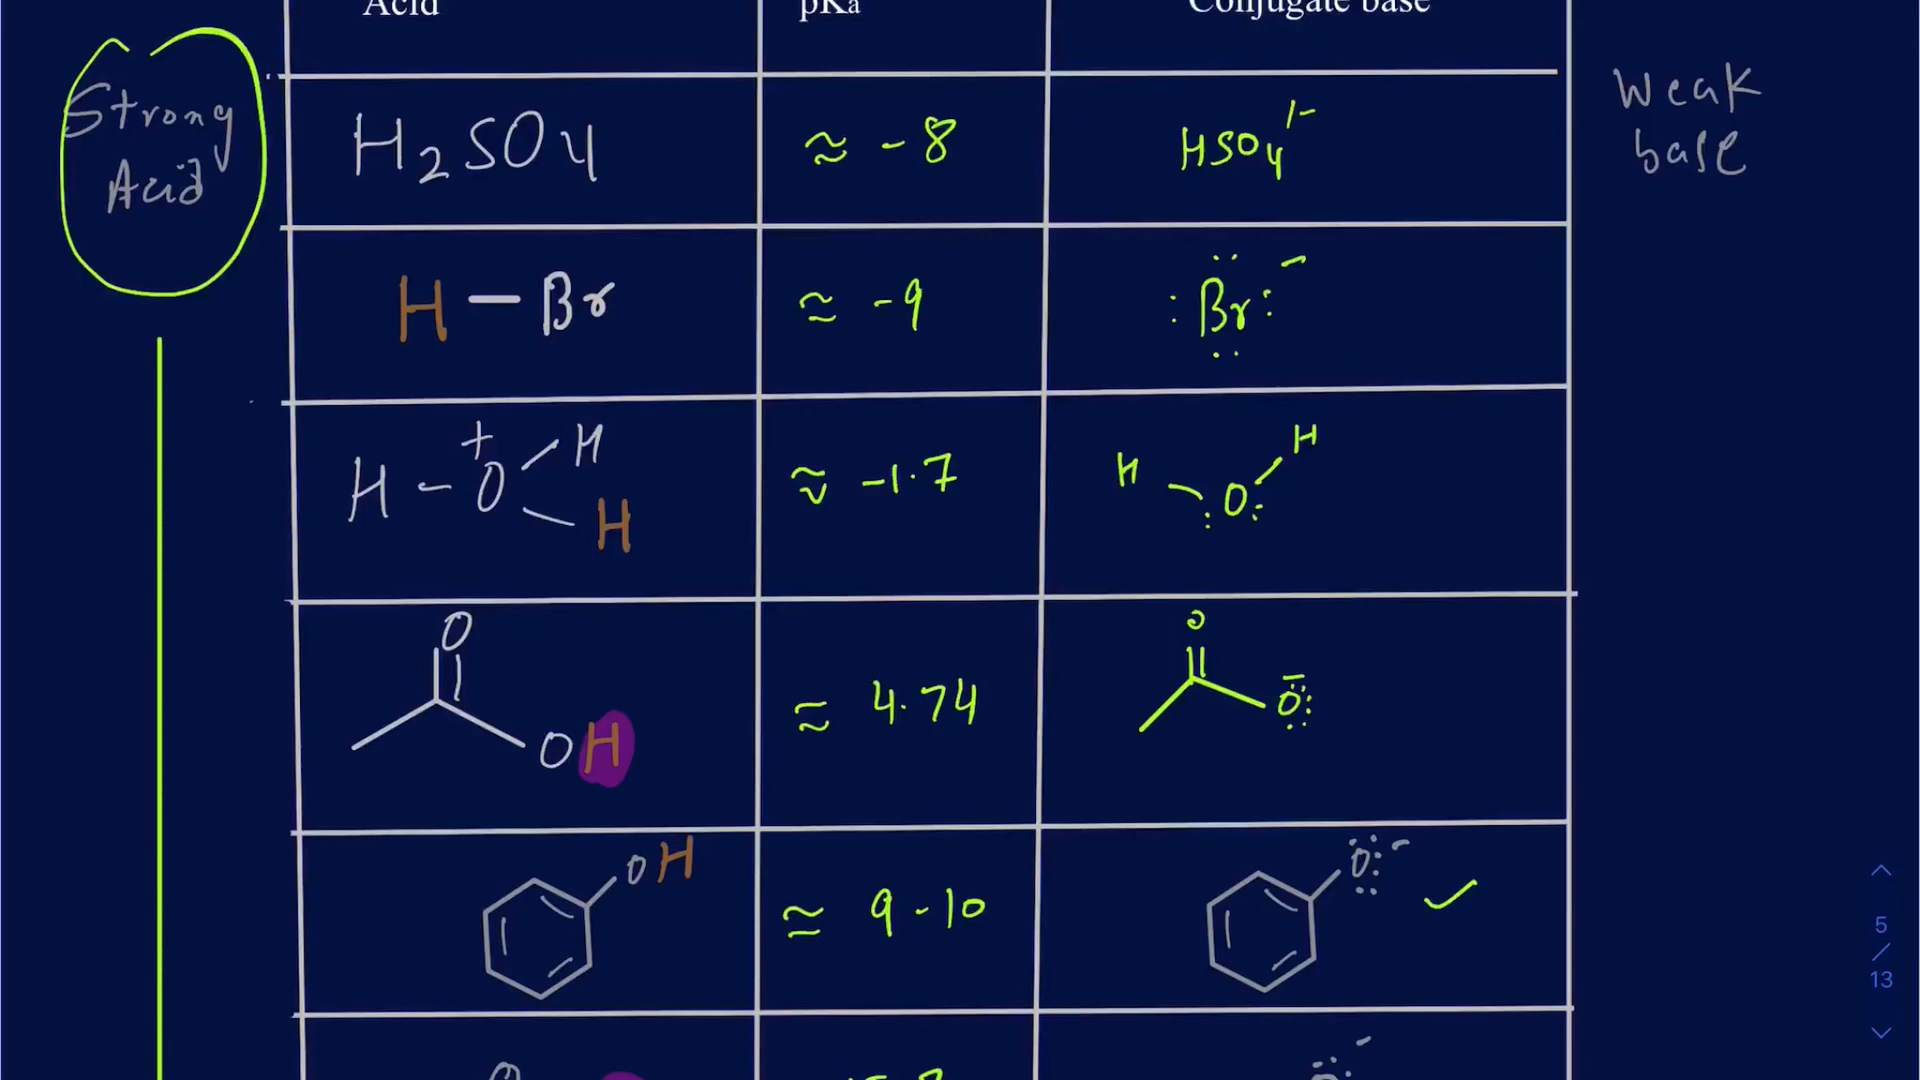 Acid pKa Conjugate base
Strong Acid
Weak base
H2SO4 ≈ -8 HSO4 -
H - Br ≈ -9 :Br: -
H - O + H H ≈ -1.7 H O: H
O OH ≈ 4.74 O O -
OH ≈ 9-10 O -
5
/
13